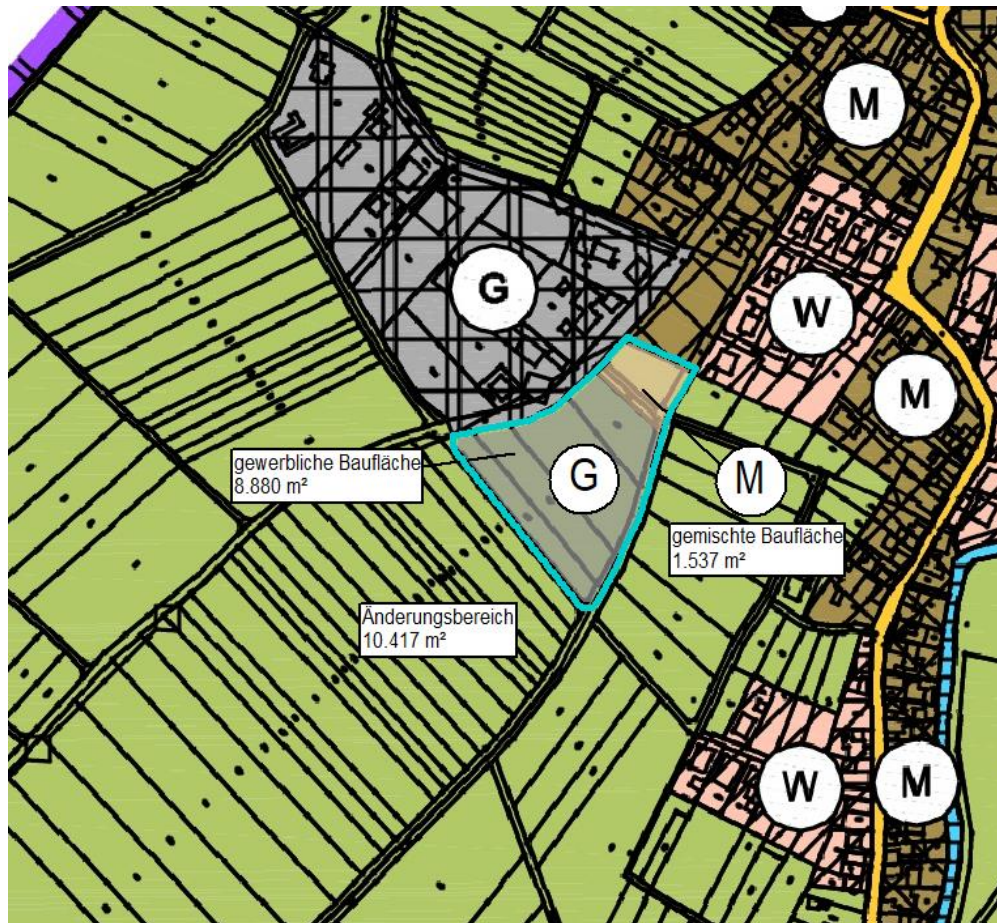 M
G
W
M
gewerbliche Baufläche
8.880 m²
G
M
gemischte Baufläche
1.537 m²
Änderungsbereich
10.417 m²
W
M